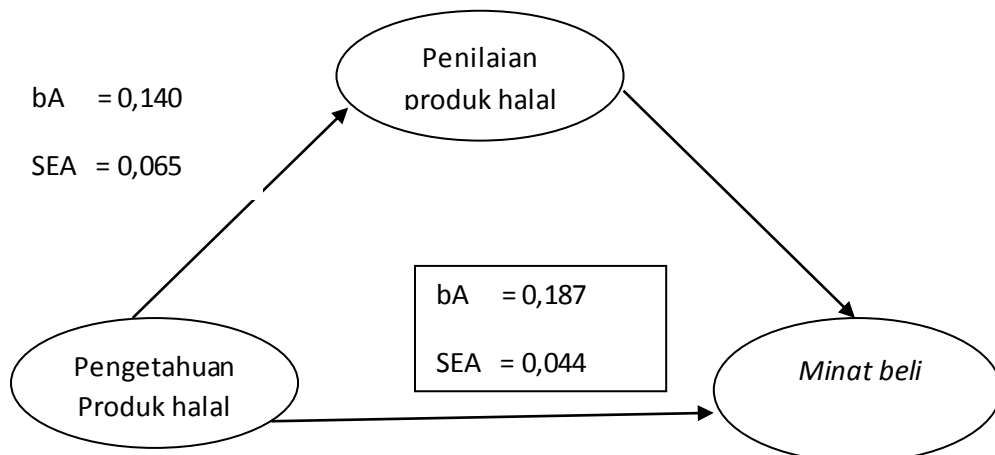 Penilaian
produk halal
bA = 0,140
SEA = 0,065
bA = 0,187
SEA = 0,044
Pengetahuan
Produk halal
Minat beli